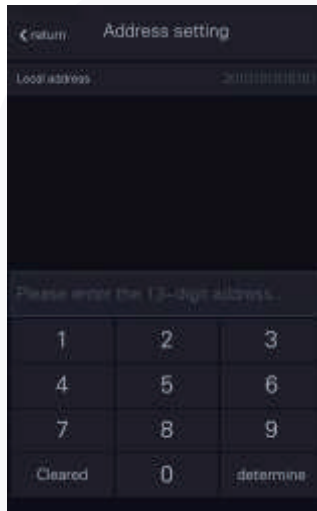 return Address setting
Local address
Please enter the 13-digit address..
1 2 3
4 5 6
7 8 9
Cleared 0 determine